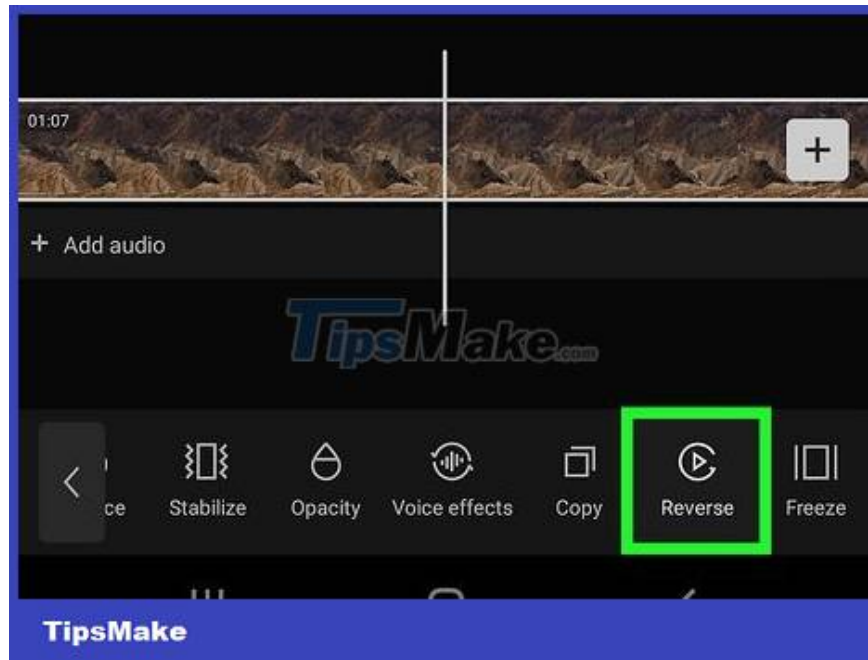 01:07
+
+ Add audio
TipsMake.com
ce Stabilize Opacity Voice effects Copy Reverse Freeze
TipsMake